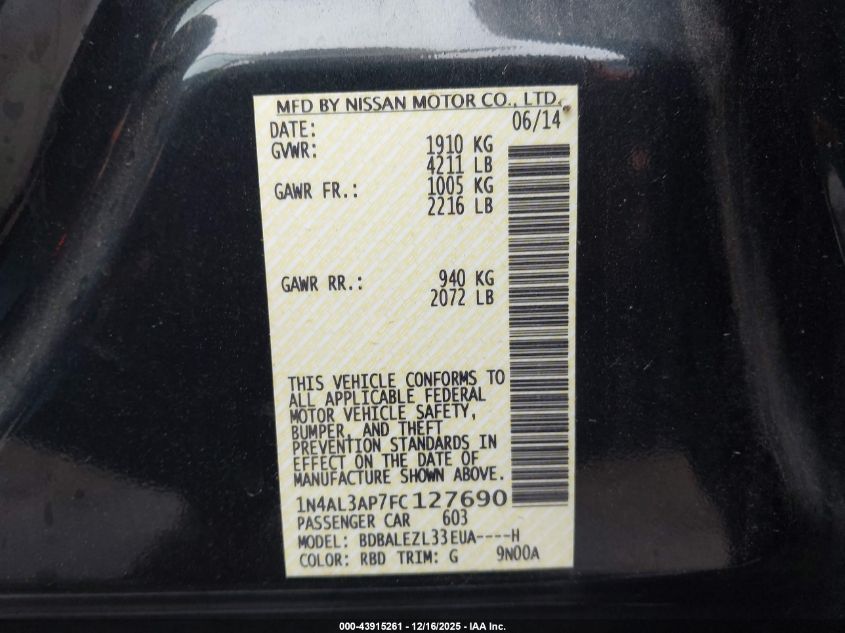 MFD BY NISSAN MOTOR CO., LTD.
DATE: 06/14
GVWR: 1910 KG
4211 LB
GAWR FR.: 1005 KG
2216 LB
GAWR RR.: 940 KG
2072 LB
THIS VEHICLE CONFORMS TO
ALL APPLICABLE FEDERAL
MOTOR VEHICLE SAFETY,
BUMPER, AND THEFT
PREVENTION STANDARDS IN
EFFECT ON THE DATE OF
MANUFACTURE SHOWN ABOVE.
1N4AL3AP7FC127690
PASSENGER CAR 603
MODEL: BDBALEZL33EUA----H
COLOR: RBD TRIM: G 9N00A
000-43915261 - 12/16/2025 - IAA Inc.